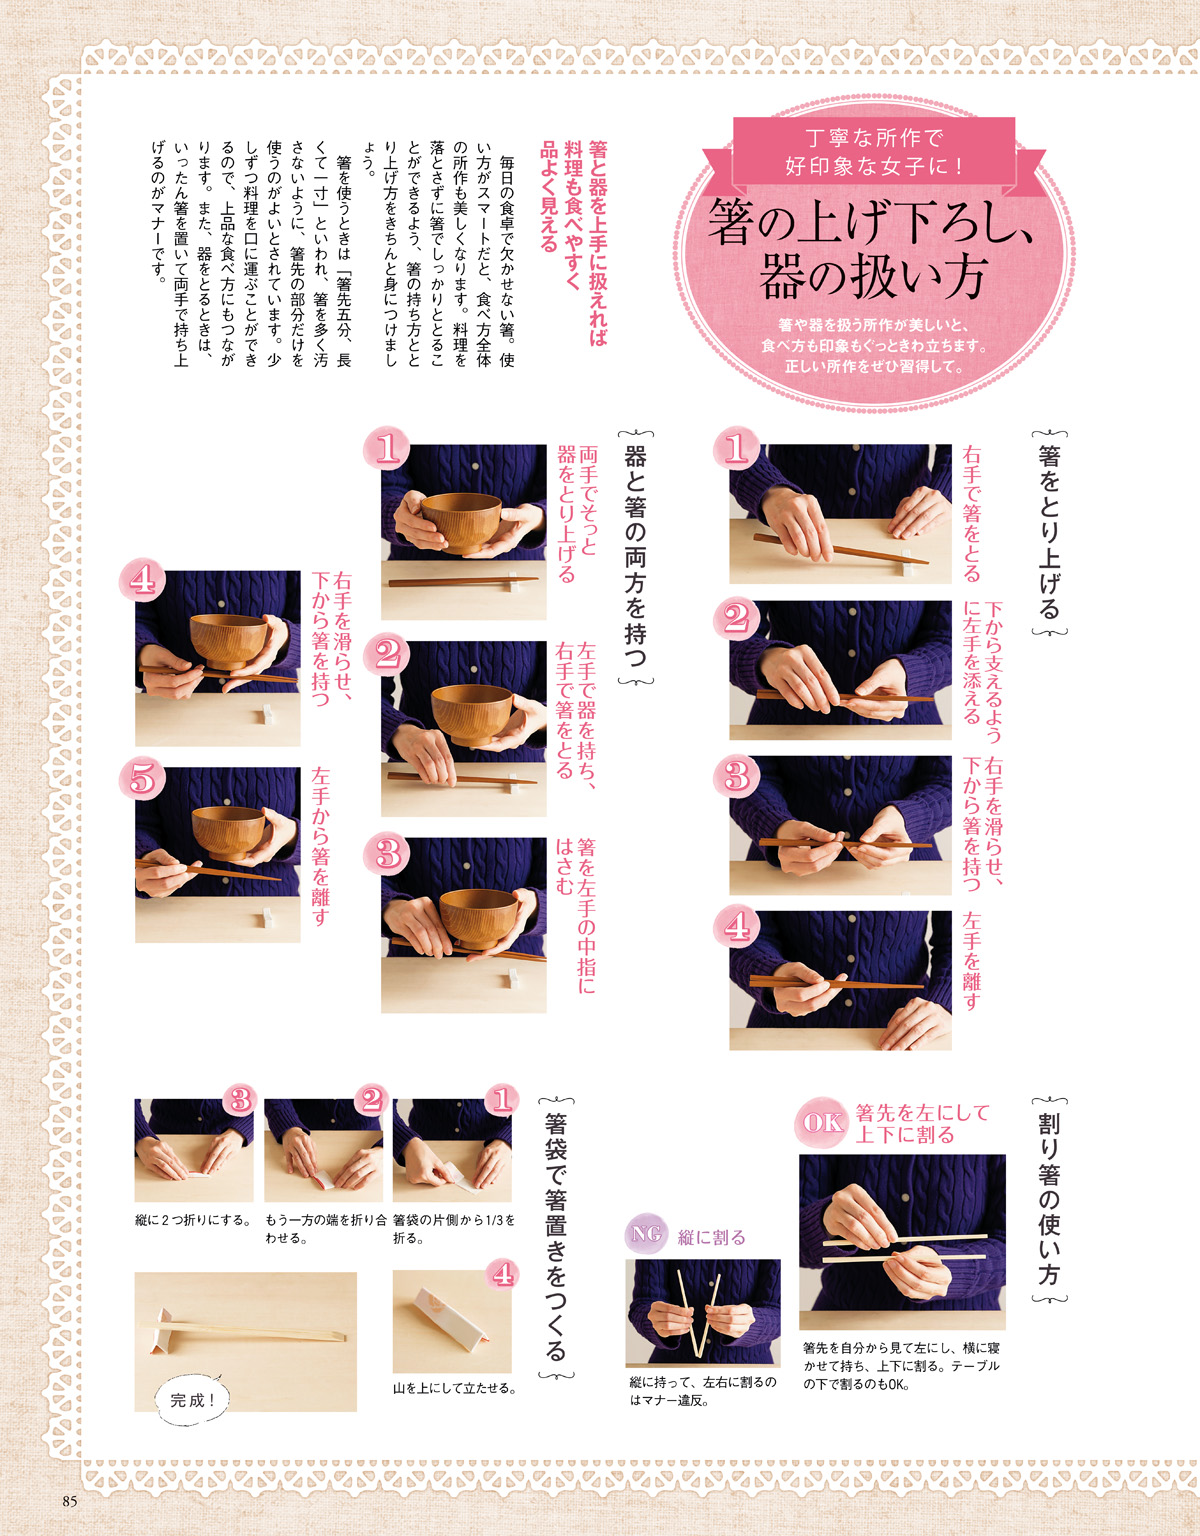 丁寧な所作で
好印象な女子に！
箸の上げ下ろし、
器の扱い方
箸や器を扱う所作が美しいと、
食べ方も印象もぐっときわ立ちます。
正しい所作をぜひ習得して。
箸と器を上手に扱えれば
料理も食べやすく
品よく見える
毎日の食卓で欠かせない箸。使
い方がスマートだと、食べ方全体
の所作も美しくなります。料理を
落とさずに箸でしっかりととるこ
とができるよう、箸の持ち方とと
り上げ方をきちんと身につけまし
ょう。
箸を使うときは「箸先五分、長
くて一寸」といわれ、箸を多く汚
さないように、箸先の部分だけを
使うのがよいとされています。少
しずつ料理を口に運ぶことができ
るので、上品な食べ方にもつなが
ります。また、器をとるときは、
いったん箸を置いて両手で持ち上
げるのがマナーです。
箸をとり上げる
1
右手で箸をとる
2
下から支えるよう
に左手を添える
3
右手を滑らせ、
下から箸を持つ
4
左手を離す
器と箸の両方を持つ
1
両手でそっと
器をとり上げる
2
左手で器を持ち、
右手で箸をとる
3
箸を左手の中指に
はさむ
4
右手を滑らせ、
下から箸を持つ
5
左手から箸を離す
割り箸の使い方
OK
箸先を左にして
上下に割る
箸先を自分から見て左にし、横に寝
かせて持ち、上下に割る。テーブル
の下で割るのもOK。
NG
縦に割る
縦に持って、左右に割るの
はマナー違反。
箸袋で箸置きをつくる
1
箸袋の片側から1/3を
折る。
2
もう一方の端を折り合
わせる。
3
縦に２つ折りにする。
4
山を上にして立たせる。
完成！
85